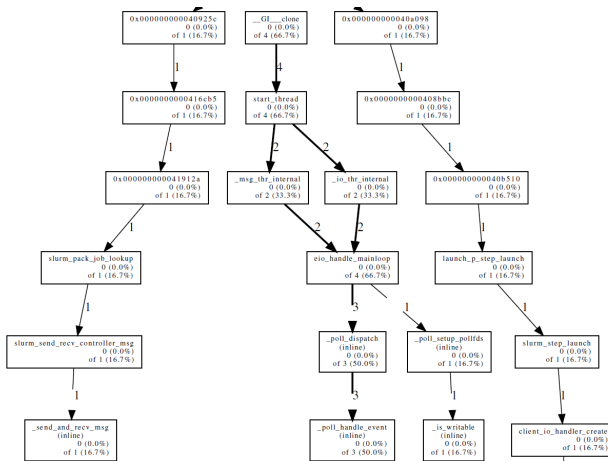 0x000000000040925c
0 (0.0%)
of 1 (16.7%)
__GI___clone
0 (0.0%)
of 4 (66.7%)
0x000000000040a098
0 (0.0%)
of 1 (16.7%)
1
4
1
0x0000000000416cb5
0 (0.0%)
of 1 (16.7%)
start_thread
0 (0.0%)
of 4 (66.7%)
0x0000000000408bbc
0 (0.0%)
of 1 (16.7%)
1
2
2
1
0x000000000041912a
0 (0.0%)
of 1 (16.7%)
_msg_thr_internal
0 (0.0%)
of 2 (33.3%)
_io_thr_internal
0 (0.0%)
of 2 (33.3%)
0x000000000040b510
0 (0.0%)
of 1 (16.7%)
1
2
2
1
slurm_pack_job_lookup
0 (0.0%)
of 1 (16.7%)
eio_handle_mainloop
0 (0.0%)
of 4 (66.7%)
launch_p_step_launch
0 (0.0%)
of 1 (16.7%)
1
3
1
1
slurm_send_recv_controller_msg
0 (0.0%)
of 1 (16.7%)
_poll_dispatch
(inline)
0 (0.0%)
of 3 (50.0%)
_poll_setup_pollfds
(inline)
0 (0.0%)
of 1 (16.7%)
slurm_step_launch
0 (0.0%)
of 1 (16.7%)
1
3
1
1
_send_and_recv_msg
(inline)
0 (0.0%)
of 1 (16.7%)
_poll_handle_event
(inline)
0 (0.0%)
of 3 (50.0%)
_is_writable
(inline)
0 (0.0%)
of 1 (16.7%)
client_io_handler_create
0 (0.0%)
of 1 (16.7%)